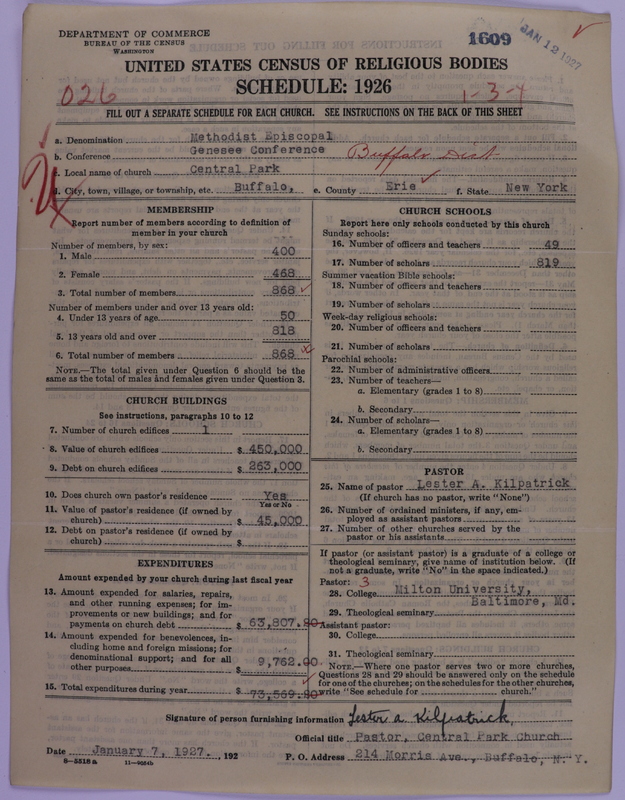 DEPARTMENT OF COMMERCE
BUREAU OF THE CENSUS
WASHINGTON
1609
JAN 12 1927
UNITED STATES CENSUS OF RELIGIOUS BODIES
SCHEDULE: 1926
026
1-3-4
FILL OUT A SEPARATE SCHEDULE FOR EACH CHURCH. SEE INSTRUCTIONS ON THE BACK OF THIS SHEET
a. Denomination Methodist Episcopal
b. Conference Genesee Conference Buffalo Dist.
c. Local name of church Central Park
d. City, town, village, or township, etc. Buffalo, e. County Erie f. State New York
MEMBERSHIP
Report number of members according to definition of
member in your church
Number of members, by sex:
1. Male 400
2. Female 468
3. Total number of members 868
Number of members under and over 13 years old:
4. Under 13 years of age 50
5. 13 years old and over 818
6. Total number of members 868
NOTE.—The total given under Question 6 should be the
same as the total of males and females given under Question 3.
CHURCH BUILDINGS
See instructions, paragraphs 10 to 12
7. Number of church edifices 1
8. Value of church edifices $ 450,000
9. Debt on church edifices $ 263,000
10. Does church own pastor's residence Yes
Yes or No
11. Value of pastor's residence (if owned by
church) $ 45,000
12. Debt on pastor's residence (if owned by
church) $
EXPENDITURES
Amount expended by church during last fiscal year
13. Amount expended for salaries, repairs,
and other running expenses; for im-
provements or new buildings; and for
payments on church debt $ 63,807.80
14. Amount expended for benevolences, in-
cluding home and foreign missions; for
denominational support; and for all
other purposes $ 9,762.00
15. Total expenditures during year $ 73,569.80
CHURCH SCHOOLS
Report here only schools conducted by this church
Sunday schools:
16. Number of officers and teachers 49
17. Number of scholars 819
Summer vacation Bible schools:
18. Number of officers and teachers
19. Number of scholars
Week-day religious schools:
20. Number of officers and teachers
21. Number of scholars
Parochial schools:
22. Number of administrative officers
23. Number of teachers—
a. Elementary (grades 1 to 8)
b. Secondary
24. Number of scholars—
a. Elementary (grades 1 to 8)
b. Secondary
PASTOR
25. Name of pastor Lester A. Kilpatrick
(If church has no pastor, write "None")
26. Number of ordained ministers, if any, em-
ployed as assistant pastors
27. Number of other churches served by the
pastor or his assistants
If pastor (or assistant pastor) is a graduate of a college or
theological seminary, give name of institution below. (If
not a graduate, write "No" in the space indicated.)
Pastor: 3
28. College Milton University,
Baltimore, Md.
29. Theological seminary
Assistant pastor:
30. College
31. Theological seminary
NOTE.—Where one pastor serves two or more churches,
Questions 28 and 29 should be answered only on the schedule
for one of the churches; on the schedules for the other churches,
write "See schedule for church."
Signature of person furnishing information Lester A. Kilpatrick,
Official title Pastor, Central Park Church
Date January 7, 1927. , 192
P. O. Address 214 Morris Ave., Buffalo, N. Y.
8-5518 a